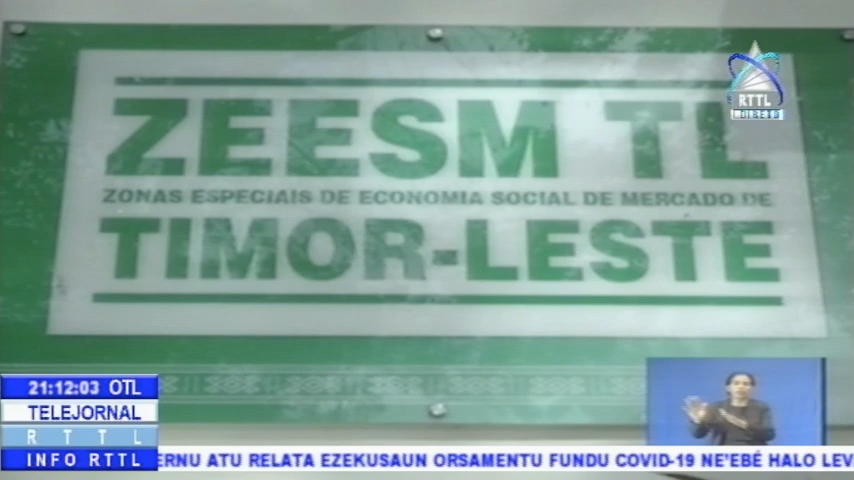 ZEESM TL
ZONAS ESPECIAIS DE ECONOMIA SOCIAL DE MERCADO DE
TIMOR-LESTE
RTTL
DIRETO
21:12:03 OTL
TELEJORNAL
R T T L
INFO RTTL
ERNU ATU RELATA EZEKUSAUN ORSAMENTU FUNDU COVID-19 NE'EBÉ HALO LEV